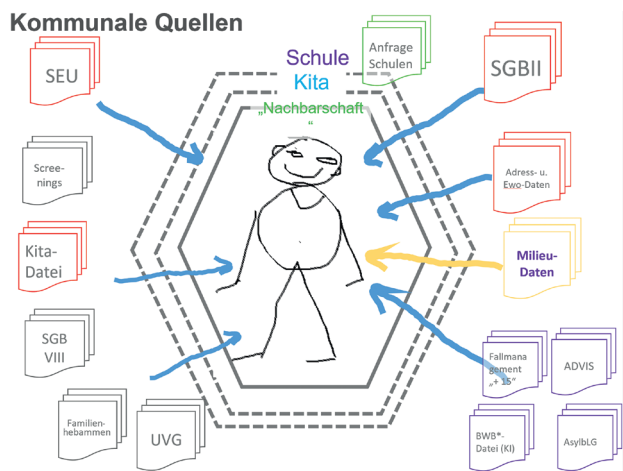 Kommunale Quellen
SEU
Schule
Kita
„Nachbarschaft
“
Anfrage
Schulen
SGBII
Scree-
nings
Adress- u.
Ewo-Daten
Kita-
Datei
Milieu-
Daten
SGB
VIII
Fallmana
gement
„+ 15“
ADVIS
Familien-
hebammen
UVG
BWB*-
Datei (KI)
AsylbLG